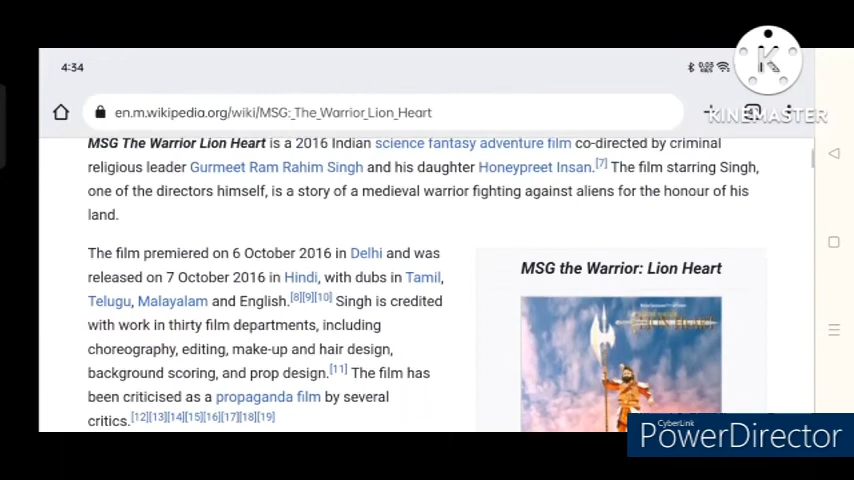 4:34
en.m.wikipedia.org/wiki/MSG:_The_Warrior_Lion_Heart
KINEMASTER
MSG The Warrior Lion Heart is a 2016 Indian science fantasy adventure film co-directed by criminal
religious leader Gurmeet Ram Rahim Singh and his daughter Honeypreet Insan.[7] The film starring Singh,
one of the directors himself, is a story of a medieval warrior fighting against aliens for the honour of his
land.
The film premiered on 6 October 2016 in Delhi and was
released on 7 October 2016 in Hindi, with dubs in Tamil,
Telugu, Malayalam and English.[8][9][10] Singh is credited
with work in thirty film departments, including
choreography, editing, make-up and hair design,
background scoring, and prop design.[11] The film has
been criticised as a propaganda film by several
critics.[12][13][14][15][16][17][18][19]
MSG the Warrior: Lion Heart
LION HEART
CyberLink
PowerDirector